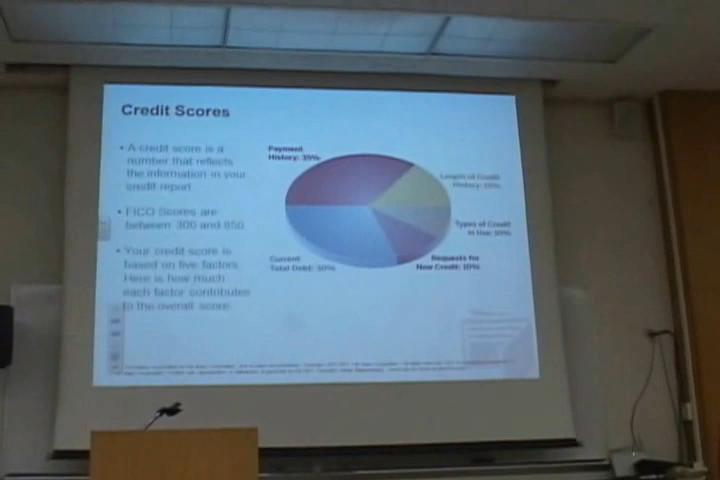 Credit Scores
• A credit score is a
number that reflects
the information in your
credit report
• FICO Scores are
between 300 and 850
• Your credit score is
based on five factors.
Here is how much
each factor contributes
to the overall score.
Payment
History: 35%
Length of Credit
History: 15%
Types of Credit
in Use: 10%
Requests for
New Credit: 10%
Current
Total Debt: 30%